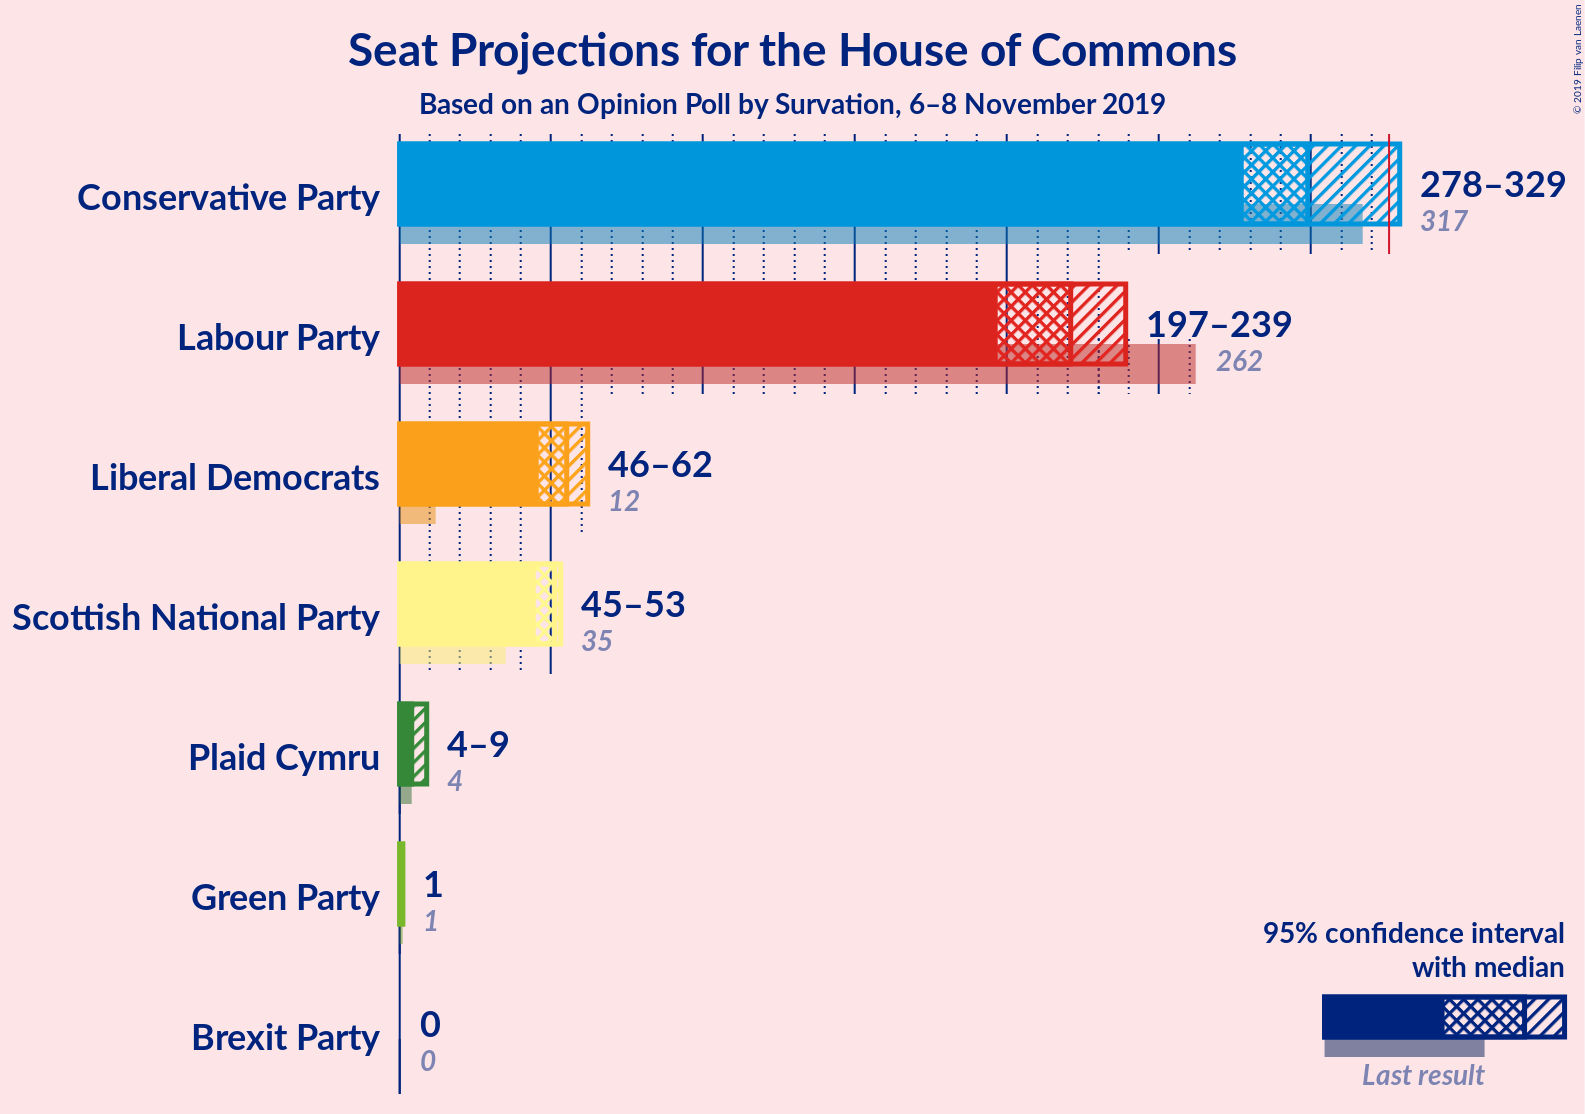 Seat Projections for the House of Commons
Based on an Opinion Poll by Survation, 6–8 November 2019
© 2019 Filip van Laenen
Conservative Party
278–329
317
Labour Party
197–239
262
Liberal Democrats
46–62
12
Scottish National Party
45–53
35
Plaid Cymru
4–9
4
Green Party
1
1
Brexit Party
0
0
95% confidence interval
with median
Last result